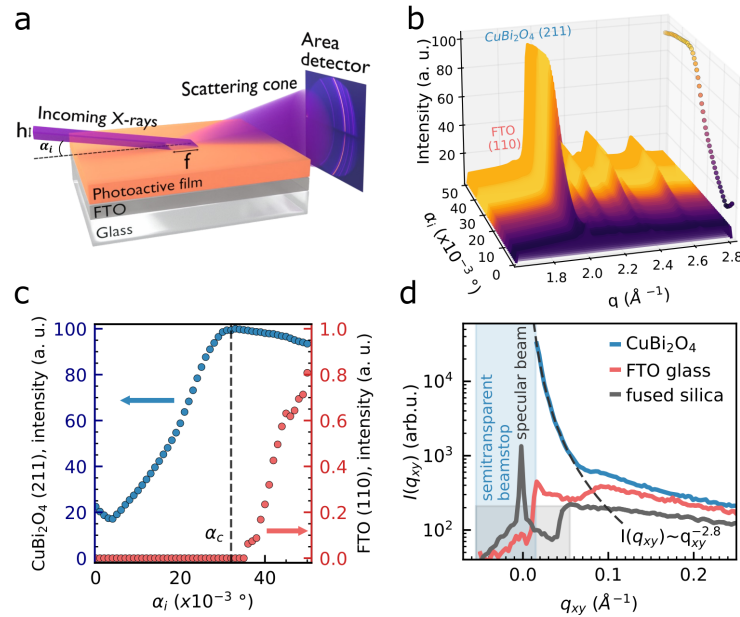 a
Area
detector
Scattering cone
Incoming X-rays
h
αi
f
Photoactive film
FTO
Glass
b
CuBi2O4 (211)
FTO
(110)
Intensity (a. u.)
100
80
60
40
20
50
40
30
20
10
0
αi (x10⁻³ °)
1.8
2.0
2.2
2.4
2.6
2.8
q (Å ⁻¹)
c
CuBi2O4 (211), intensity (a. u.)
100
80
60
40
20
0
αc
1.0
0.8
0.6
0.4
0.2
0.0
FTO (110), intensity (a. u.)
0
20
40
αi (x10⁻³ °)
d
I(qxy) (arb.u.)
10⁴
10³
10²
semitransparent
beamstop
specular beam
CuBi2O4
FTO glass
fused silica
I(qxy)~qxy⁻²·⁸
0.0
0.1
0.2
qxy (Å⁻¹)